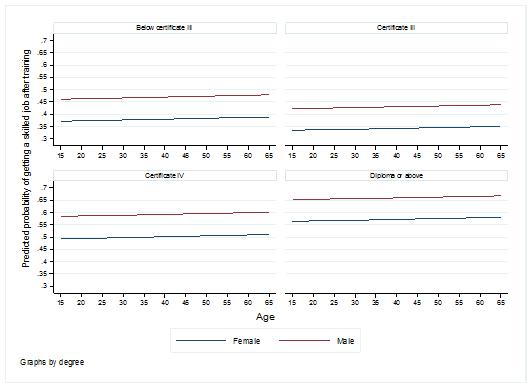 Predicted probability of getting a skilled job after training
Below certificate III
.7
.65
.6
.55
.5
.45
.4
.35
.3
15 20 25 30 35 40 45 50 55 60 65
Certificate III
15 20 25 30 35 40 45 50 55 60 65
Certificate IV
.7
.65
.6
.55
.5
.45
.4
.35
.3
15 20 25 30 35 40 45 50 55 60 65
Diploma or above
15 20 25 30 35 40 45 50 55 60 65
Age
Female Male
Graphs by degree